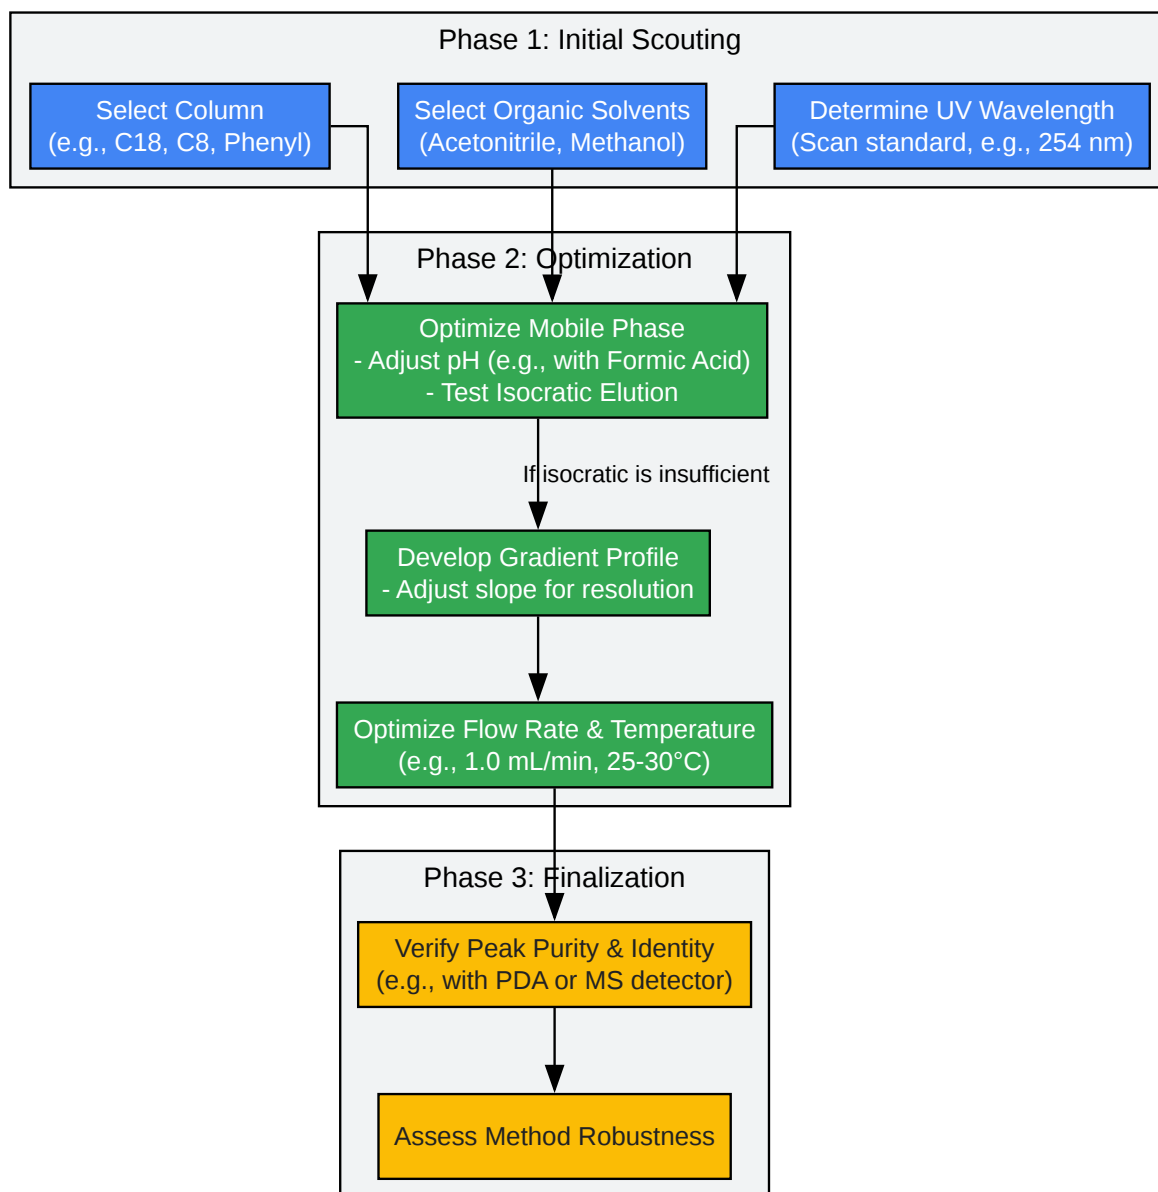 Phase 1: Initial Scouting
Select Column
(e.g., C18, C8, Phenyl)
Select Organic Solvents
(Acetonitrile, Methanol)
Determine UV Wavelength
(Scan standard, e.g., 254 nm)
Phase 2: Optimization
Optimize Mobile Phase
- Adjust pH (e.g., with Formic Acid)
- Test Isocratic Elution
If isocratic is insufficient
Develop Gradient Profile
- Adjust slope for resolution
Optimize Flow Rate & Temperature
(e.g., 1.0 mL/min, 25-30°C)
Phase 3: Finalization
Verify Peak Purity & Identity
(e.g., with PDA or MS detector)
Assess Method Robustness